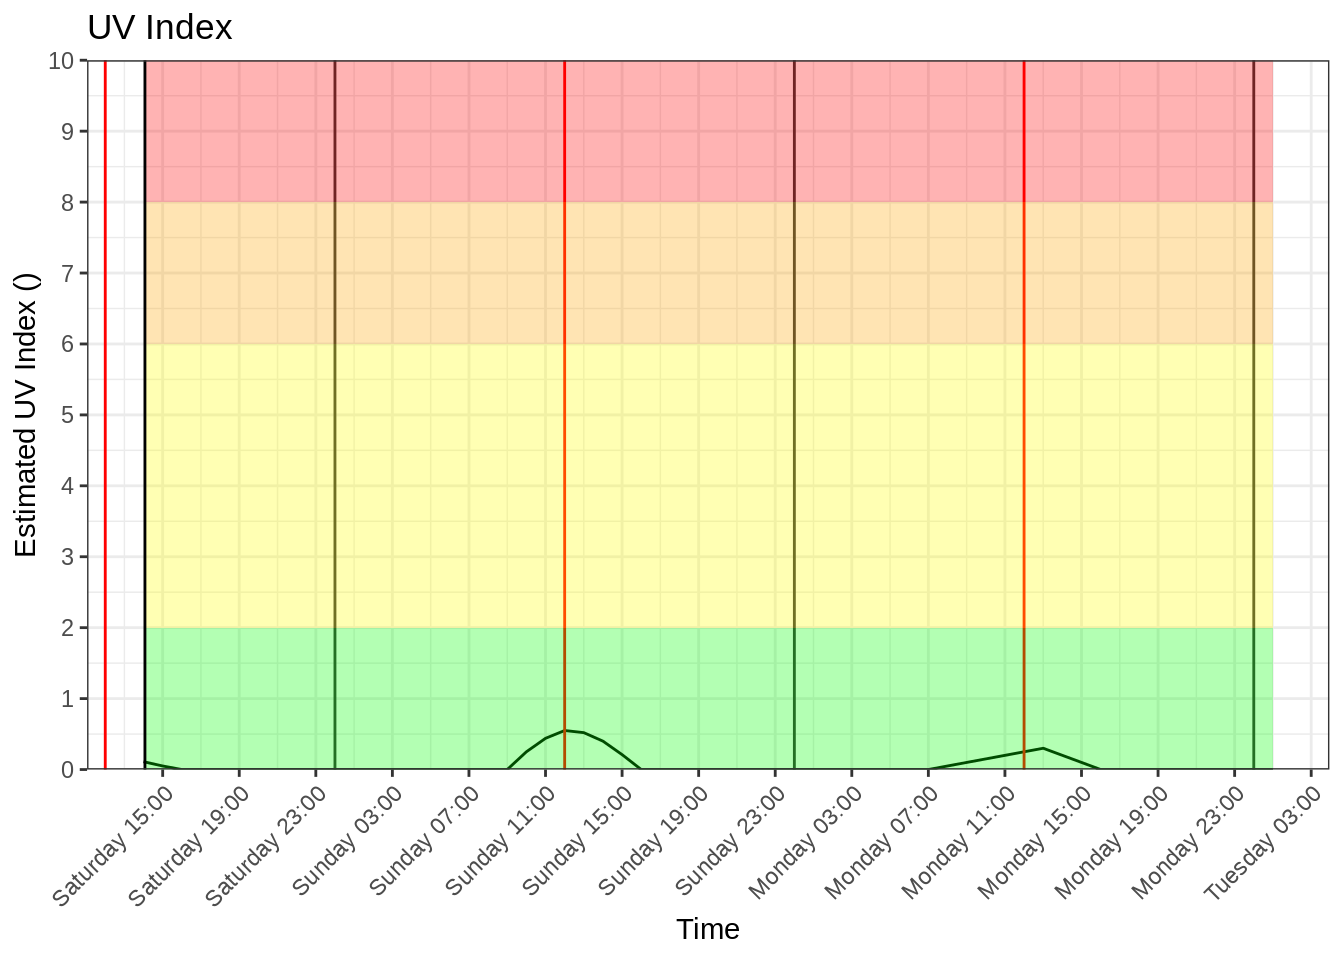 UV Index
Estimated UV Index ()
10
9
8
7
6
5
4
3
2
1
0
Saturday 15:00
Saturday 19:00
Saturday 23:00
Sunday 03:00
Sunday 07:00
Sunday 11:00
Sunday 15:00
Sunday 19:00
Sunday 23:00
Monday 03:00
Monday 07:00
Monday 11:00
Monday 15:00
Monday 19:00
Monday 23:00
Tuesday 03:00
Time